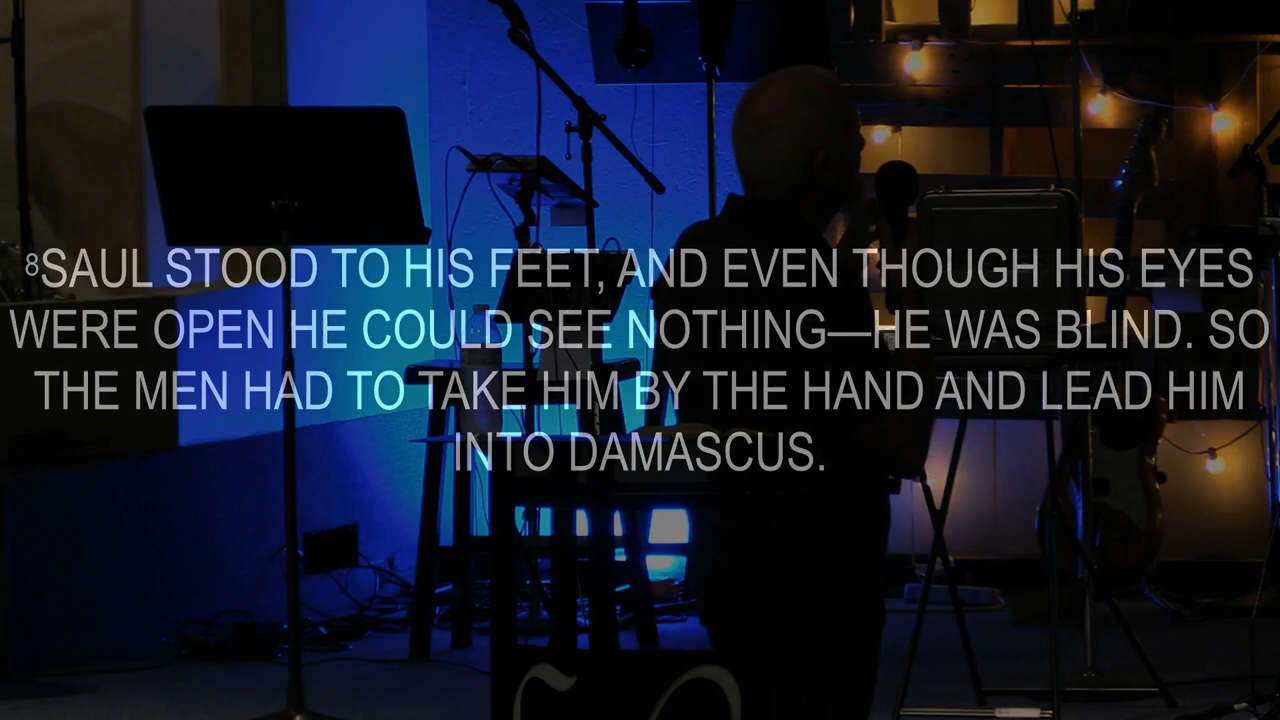 ⁸SAUL STOOD TO HIS FEET, AND EVEN THOUGH HIS EYES
WERE OPEN HE COULD SEE NOTHING—HE WAS BLIND. SO
THE MEN HAD TO TAKE HIM BY THE HAND AND LEAD HIM
INTO DAMASCUS.